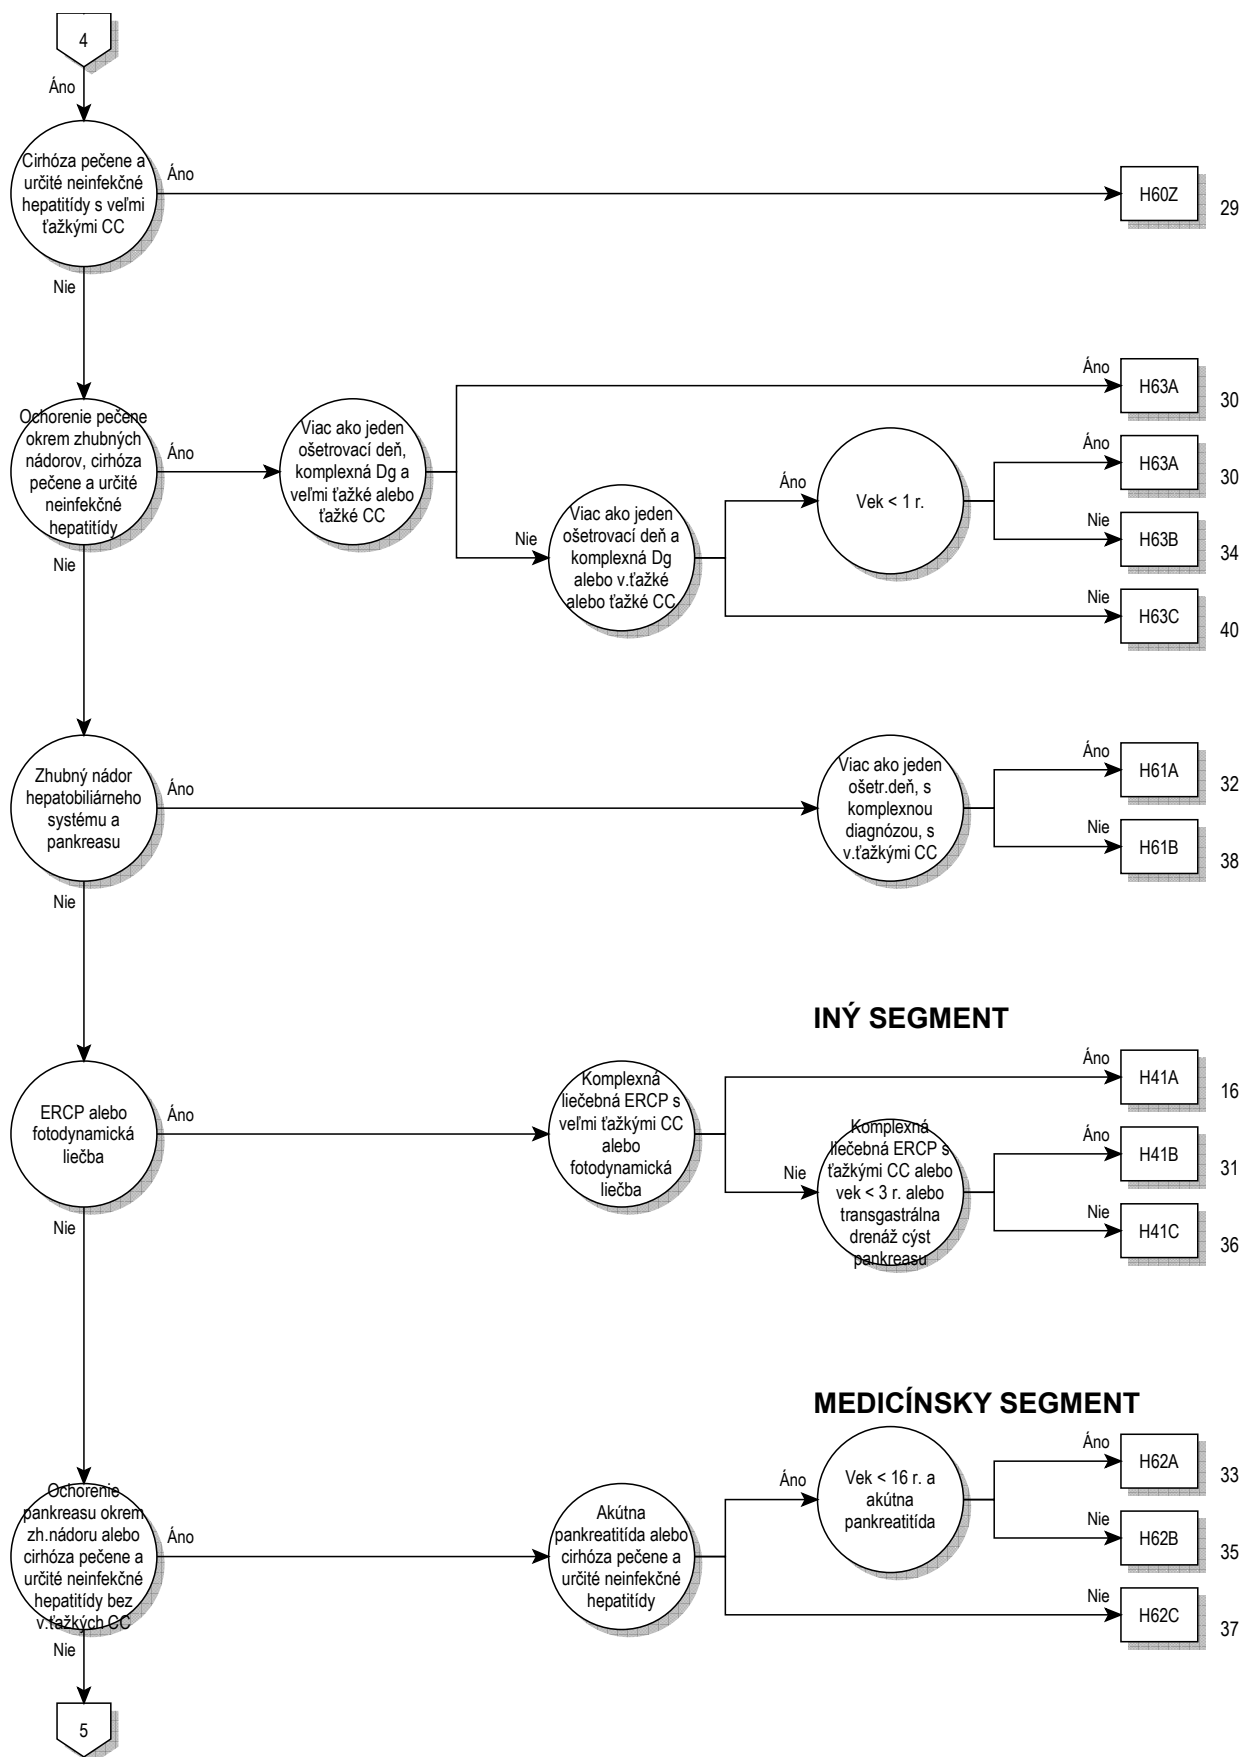 4
Áno
Cirhóza pečene a
určité neinfekčné
hepatitídy s veľmi
ťažkými CC
Áno
H60Z
29
Nie
Ochorenie pečene
okrem zhubných
nádorov, cirhóza
pečene a určité
neinfekčné
hepatitídy
Áno
Viac ako jeden
ošetrovací deň,
komplexná Dg a
veľmi ťažké alebo
ťažké CC
Áno
H63A
30
Nie
Viac ako jeden
ošetrovací deň a
komplexná Dg
alebo v.ťažké
alebo ťažké CC
Áno
Vek < 1 r.
Áno
H63A
30
Nie
H63B
34
Nie
H63C
40
Nie
Zhubný nádor
hepatobiliárneho
systému a
pankreasu
Áno
Viac ako jeden
ošetr.deň, s
komplexnou
diagnózou, s
v.ťažkými CC
Áno
H61A
32
Nie
H61B
38
Nie
INÝ SEGMENT
ERCP alebo
fotodynamická
liečba
Áno
Komplexná
liečebná ERCP s
veľmi ťažkými CC
alebo
fotodynamická
liečba
Áno
H41A
16
Nie
Komplexná
liečebná ERCP s
ťažkými CC alebo
vek < 3 r. alebo
transgastrálna
drenáž cýst
pankreasu
Áno
H41B
31
Nie
H41C
36
Nie
MEDICÍNSKY SEGMENT
Ochorenie
pankreasu okrem
zh.nádoru alebo
cirhóza pečene a
určité neinfekčné
hepatitídy bez
v.ťažkých CC
Áno
Akútna
pankreatitída alebo
cirhóza pečene a
určité neinfekčné
hepatitídy
Áno
Vek < 16 r. a
akútna
pankreatitída
Áno
H62A
33
Nie
H62B
35
Nie
H62C
37
Nie
5